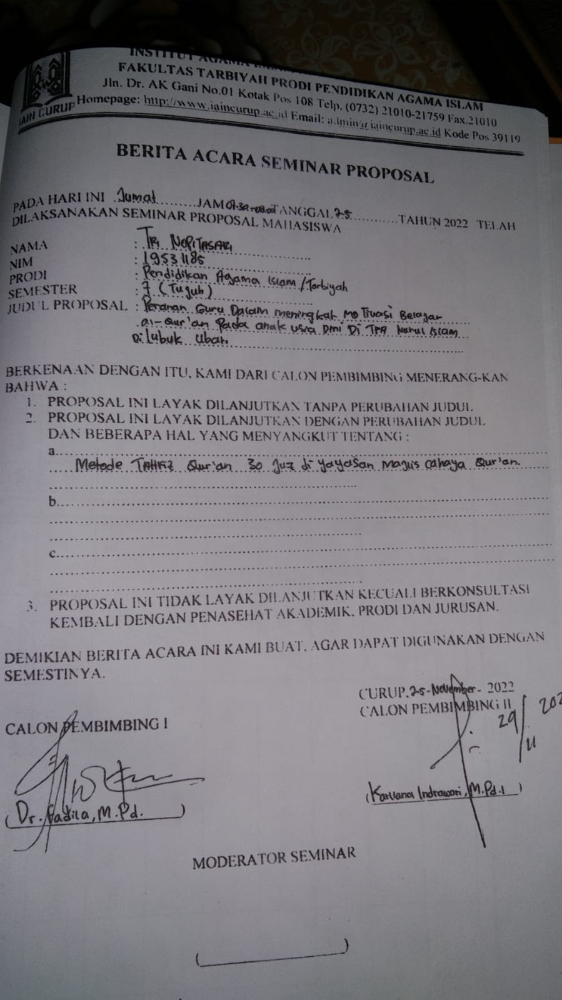 INSTITUT AGAMA
FAKULTAS TARBIYAH PRODI PENDIDIKAN AGAMA ISLAM
Jln. Dr. AK Gani No.01 Kotak Pos 108 Telp. (0732) 21010-21759 Fax.21010
Homepage: http://www.iaincurup.ac.id Email: admin@iaincurup.ac.id Kode Pos 39119
IAIN CURUP
BERITA ACARA SEMINAR PROPOSAL
PADA HARI INI Jumat JAM 07.30-08.00 TANGGAL 25 TAHUN 2022 TELAH
DILAKSANAKAN SEMINAR PROPOSAL MAHASISWA
NAMA : TRI NOPITASARI
NIM : 19531185
PRODI : Pendidikan Agama Islam / Tarbiyah
SEMESTER : 7 (Tujuh)
JUDUL PROPOSAL : Peranan Guru Dalam meningkat Motivasi Belajar
al-Qur'an Pada anak usia Dini Di TPA Nurul Islam
Di Lubuk Ubar.
BERKENAAN DENGAN ITU, KAMI DARI CALON PEMBIMBING MENERANG-KAN
BAHWA :
1. PROPOSAL INI LAYAK DILANJUTKAN TANPA PERUBAHAN JUDUL
2. PROPOSAL INI LAYAK DILANJUTKAN DENGAN PERUBAHAN JUDUL
DAN BEBERAPA HAL YANG MENYANGKUT TENTANG :
a.
Metode TAHFIZ Qur'an 30 Juz di yayasan Majlis Cahaya Qur'an.
b.
c.
3. PROPOSAL INI TIDAK LAYAK DILANJUTKAN KECUALI BERKONSULTASI
KEMBALI DENGAN PENASEHAT AKADEMIK, PRODI DAN JURUSAN.
DEMIKIAN BERITA ACARA INI KAMI BUAT, AGAR DAPAT DIGUNAKAN DENGAN
SEMESTINYA.
CURUP, 25-November- 2022
CALON PEMBIMBING I
CALON PEMBIMBING II
29/11 202
(Dr. Fadila, M.Pd.)
(Karliana Indrawari, M.Pd.I)
MODERATOR SEMINAR